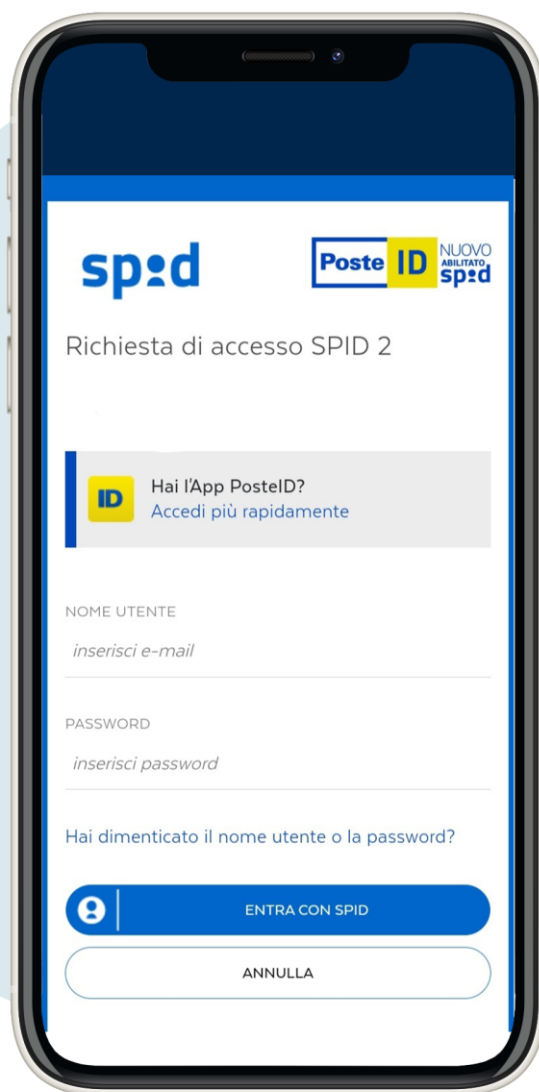 spid
Poste ID NUOVO
ABILITATO
spid
Richiesta di accesso SPID 2
ID
Hai l'App PosteID?
Accedi più rapidamente
NOME UTENTE
inserisci e-mail
PASSWORD
inserisci password
Hai dimenticato il nome utente o la password?
ENTRA CON SPID
ANNULLA